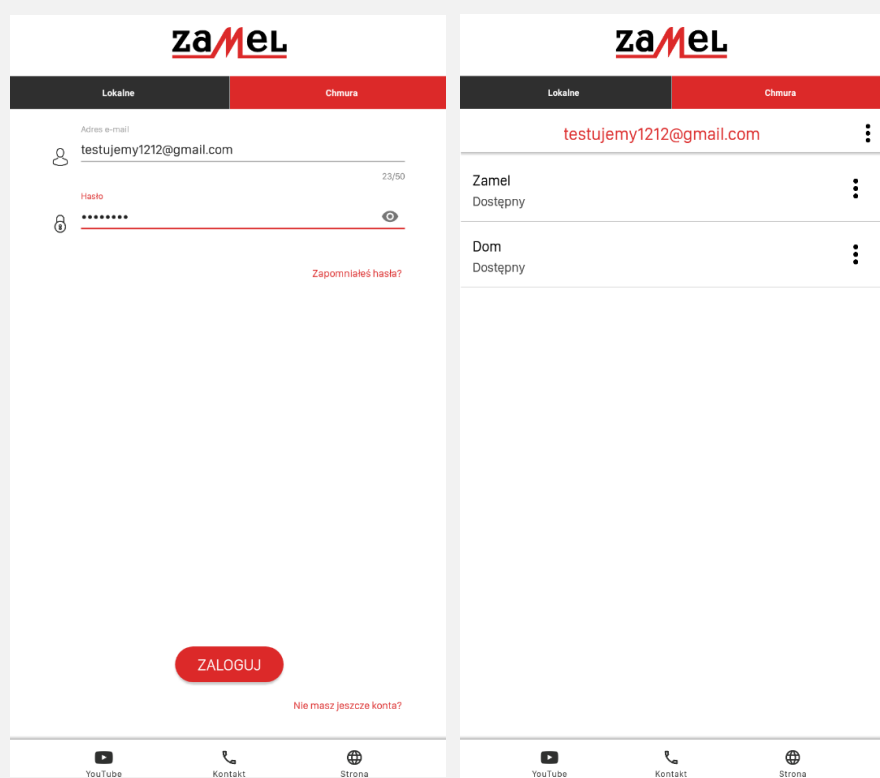 zaMeL
Lokalne
Chmura
Adres e-mail
testujemy1212@gmail.com
23/50
Hasło
••••••••
Zapomniałeś hasła?
ZALOGUJ
Nie masz jeszcze konta?
YouTube
Kontakt
Strona
zaMeL
Lokalne
Chmura
testujemy1212@gmail.com
Zamel
Dostępny
Dom
Dostępny
YouTube
Kontakt
Strona